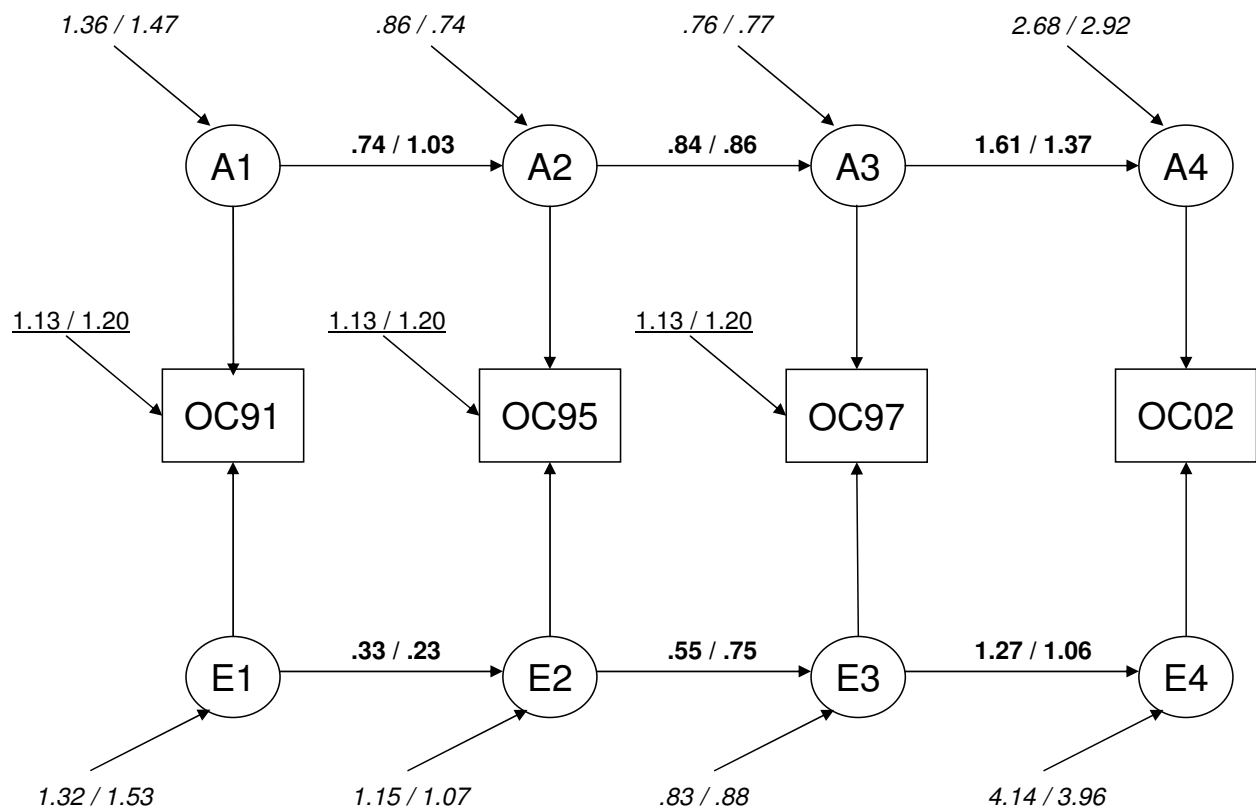 1.36 / 1.47 .86 / .74 .76 / .77 2.68 / 2.92
A1 .74 / 1.03 A2 .84 / .86 A3 1.61 / 1.37 A4
1.13 / 1.20 1.13 / 1.20 1.13 / 1.20
OC91 OC95 OC97 OC02
E1 .33 / .23 E2 .55 / .75 E3 1.27 / 1.06 E4
1.32 / 1.53 1.15 / 1.07 .83 / .88 4.14 / 3.96